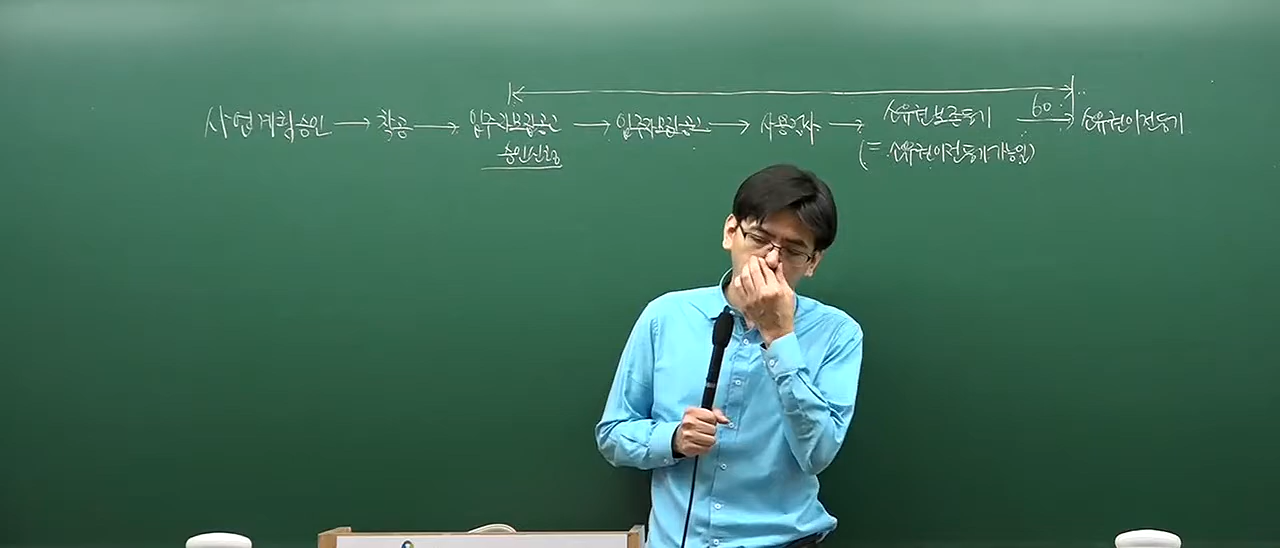 사업계획승인 → 착공 → 입주자모집공고 → 입주자모집공고 → 사용검사 → 소유권보존등기 60 → 소유권이전등기
승인신청
(= 소유권이전등기가능일)